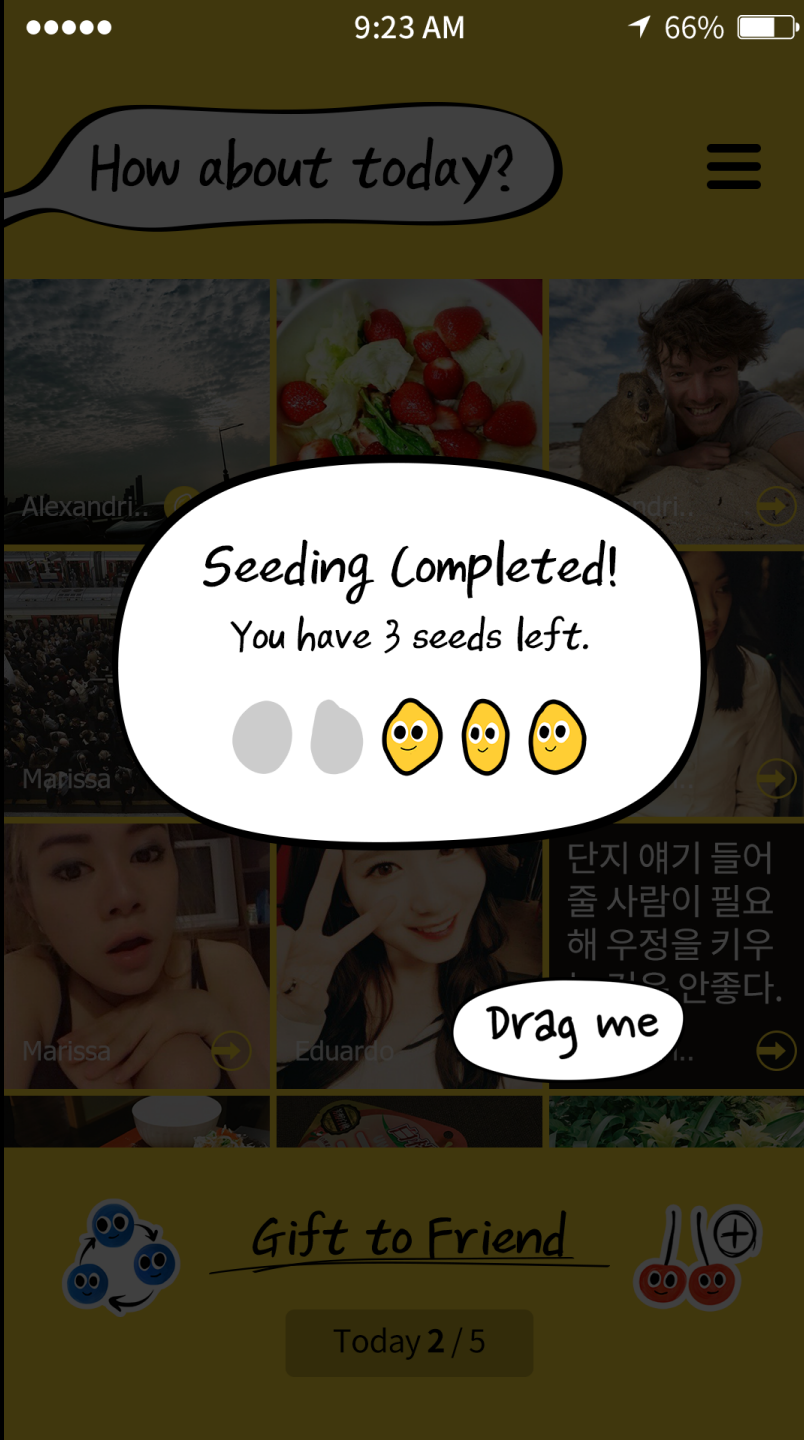 9:23 AM
66%
How about today?
Alexandri..
ndri..
Seeding Completed!
You have 3 seeds left.
Marissa
단지 얘기 들어
줄 사람이 필요
해 우정을 키우
안좋다.
Drag me
Marissa
Eduardo
Gift to Friend
Today 2 / 5